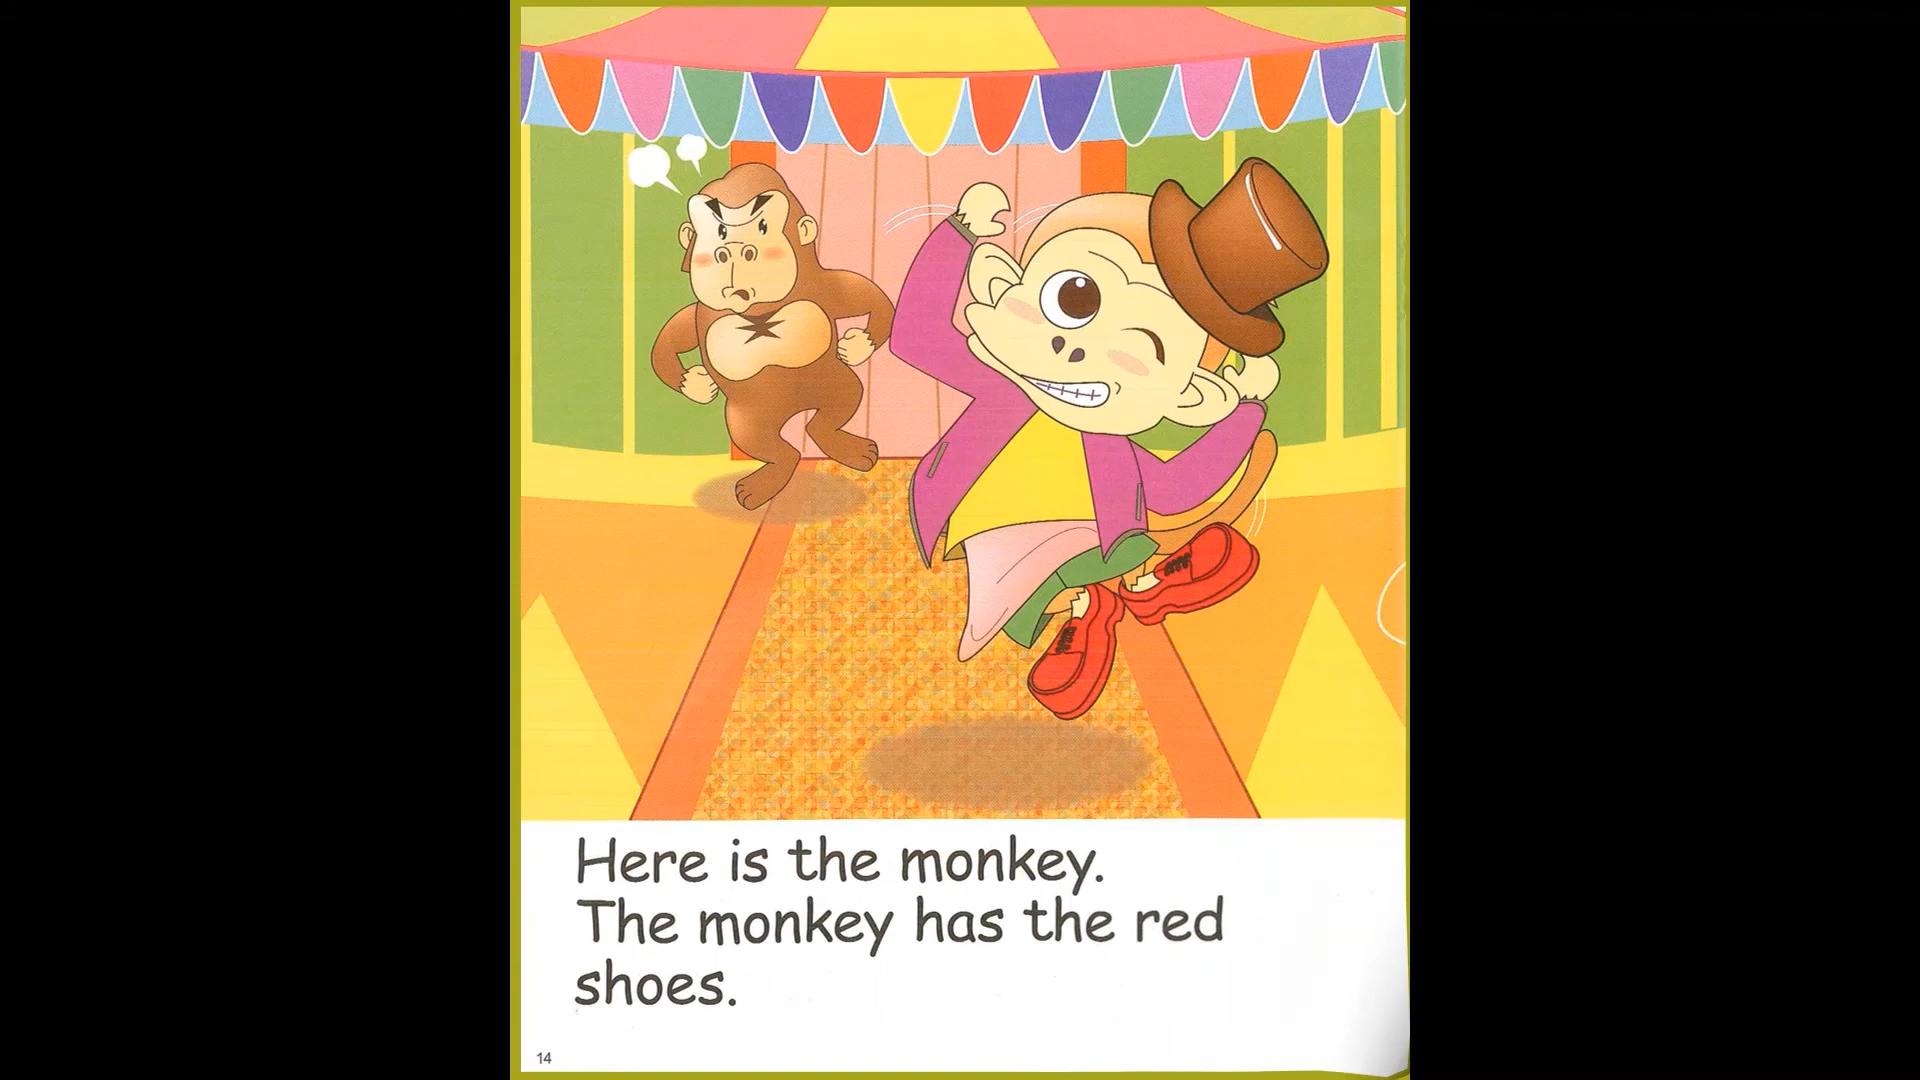 Here is the monkey.
The monkey has the red
shoes.
14